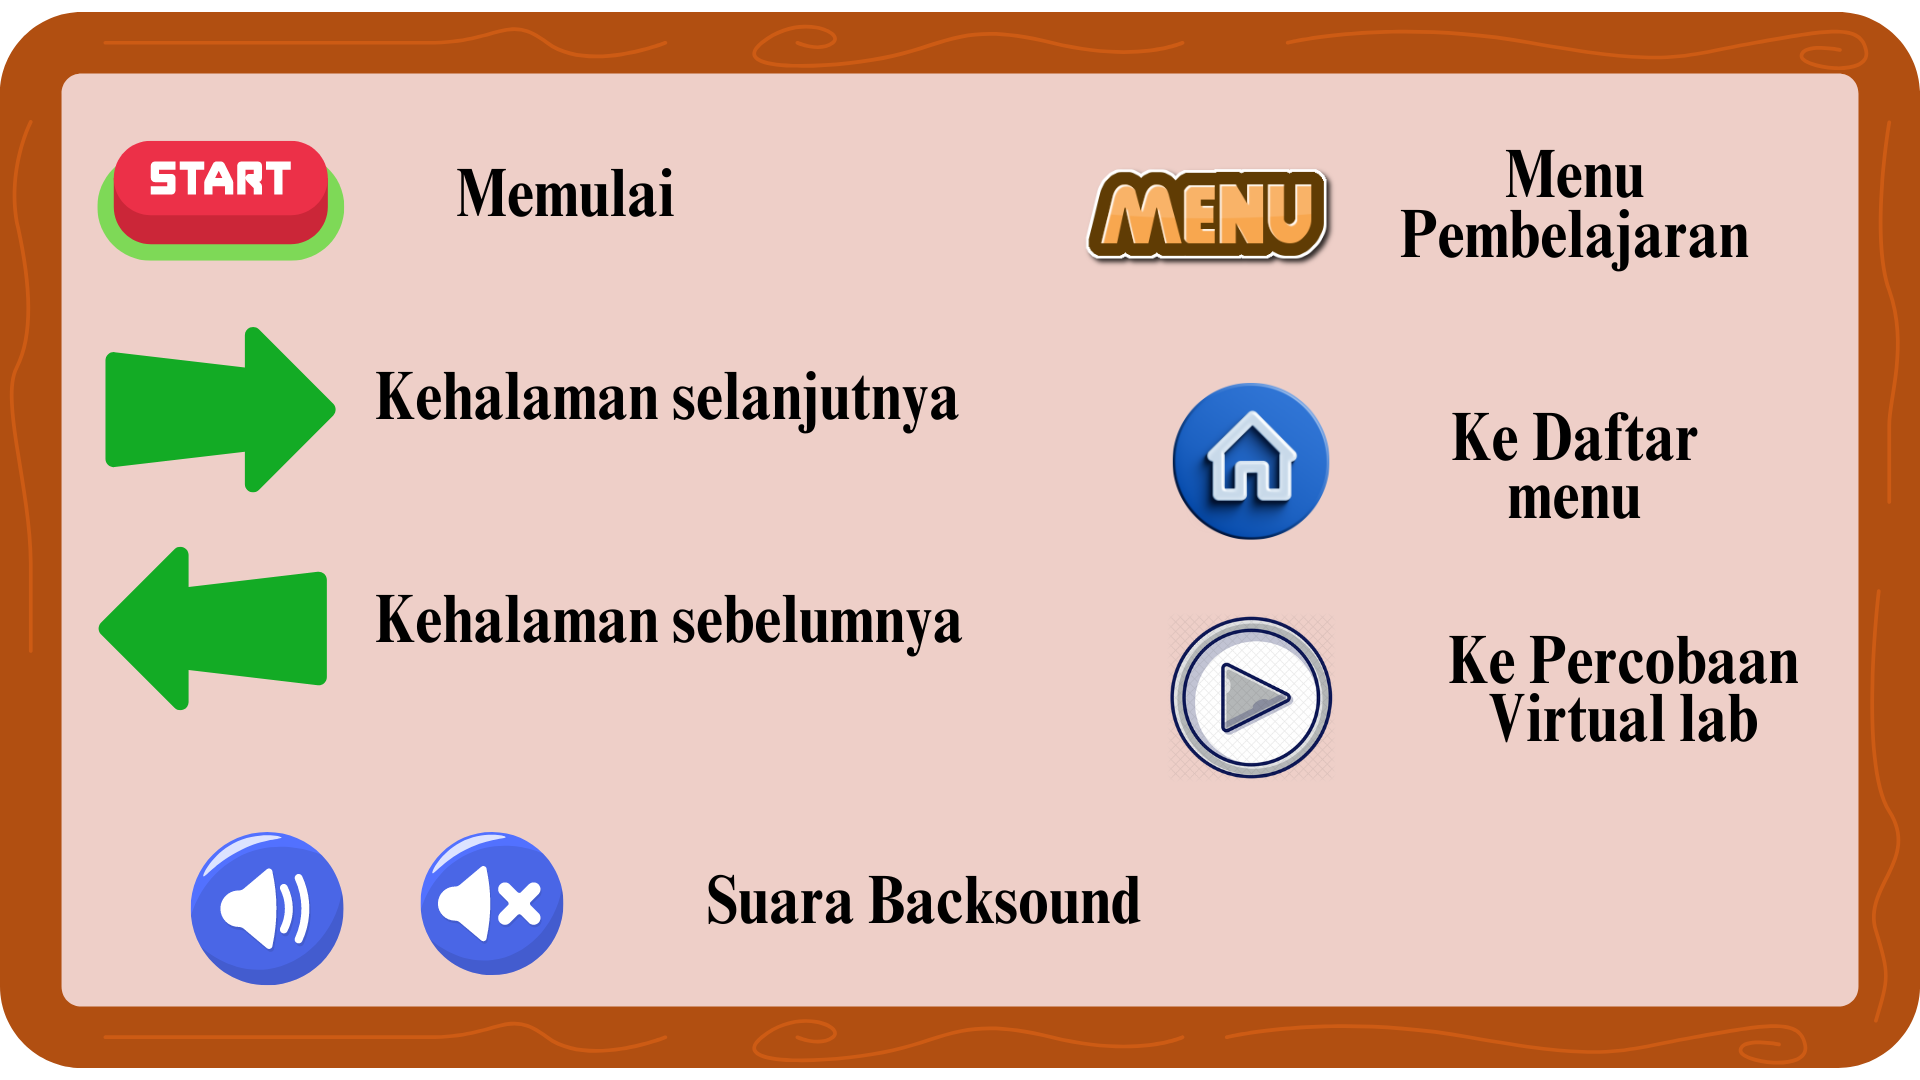 START
Memulai
MENU
Menu
Pembelajaran
Kehalaman selanjutnya
Ke Daftar
menu
Kehalaman sebelumnya
Ke Percobaan
Virtual lab
Suara Backsound